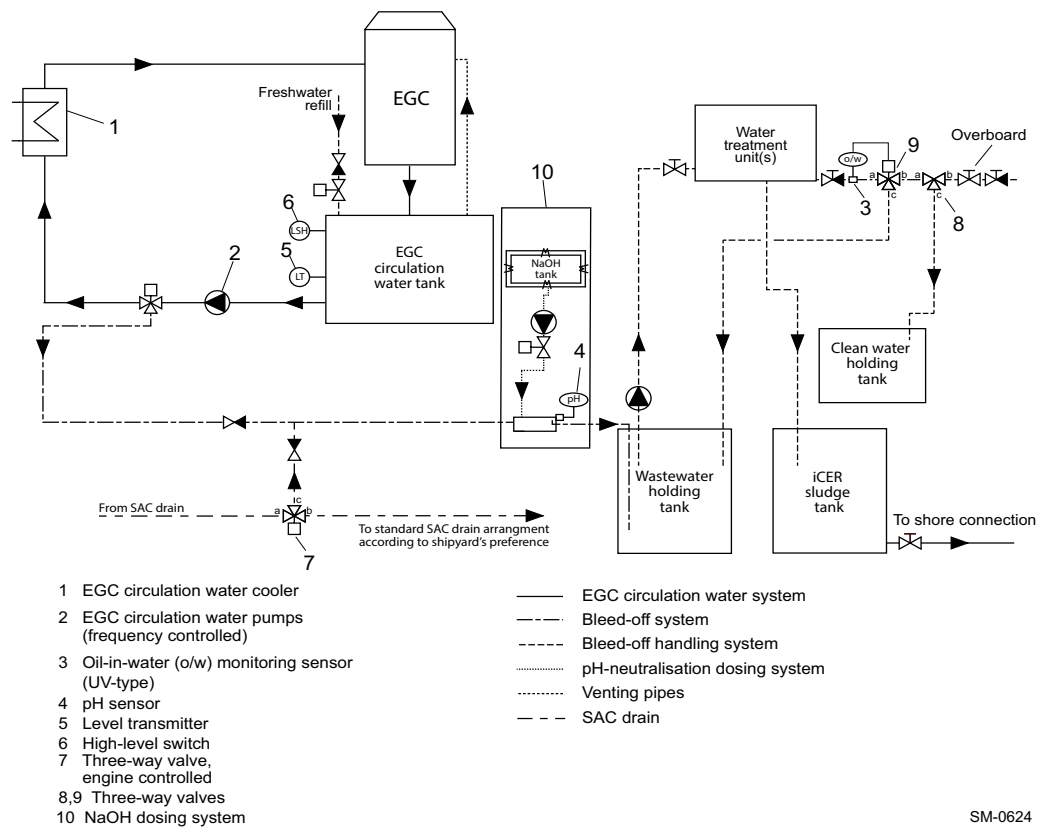 EGC
Freshwater
refill
1
9
Water
treatment
unit(s)
Overboard
o/w
a
b
a
b
c
c
3
8
10
6
LSH
5
LT
EGC
circulation
water tank
NaOH
tank
2
4
pH
Clean water
holding
tank
Wastewater
holding
tank
iCER
sludge
tank
To shore connection
From SAC drain
a
c
b
To standard SAC drain arrangment
according to shipyard's preference
7
1 EGC circulation water cooler
2 EGC circulation water pumps
(frequency controlled)
3 Oil-in-water (o/w) monitoring sensor
(UV-type)
4 pH sensor
5 Level transmitter
6 High-level switch
7 Three-way valve,
engine controlled
8,9 Three-way valves
10 NaOH dosing system
EGC circulation water system
Bleed-off system
Bleed-off handling system
pH-neutralisation dosing system
Venting pipes
SAC drain
SM-0624